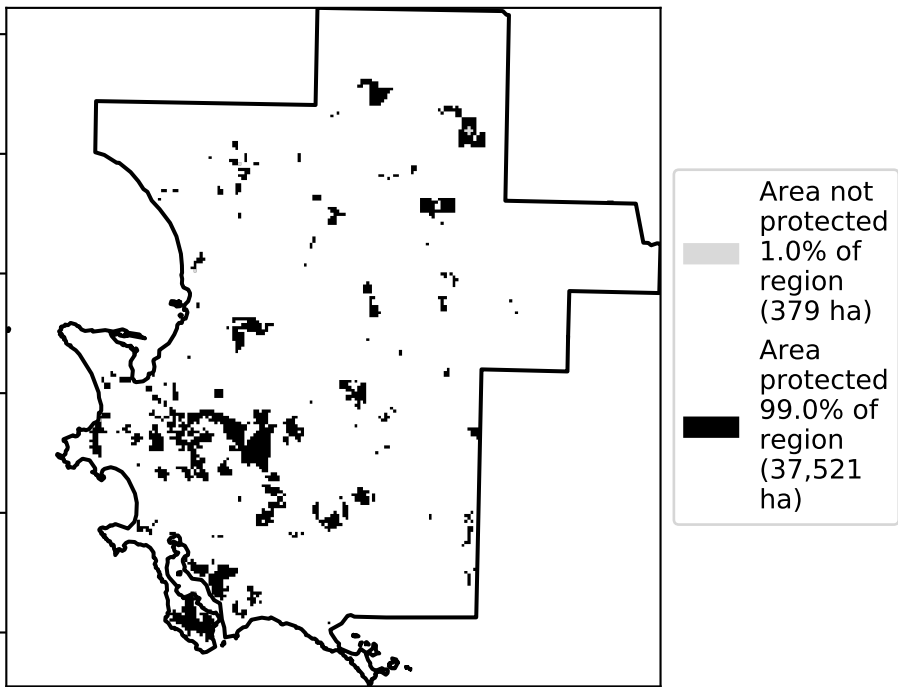 Area not
protected
1.0% of
region
(379 ha)
Area
protected
99.0% of
region
(37,521
ha)